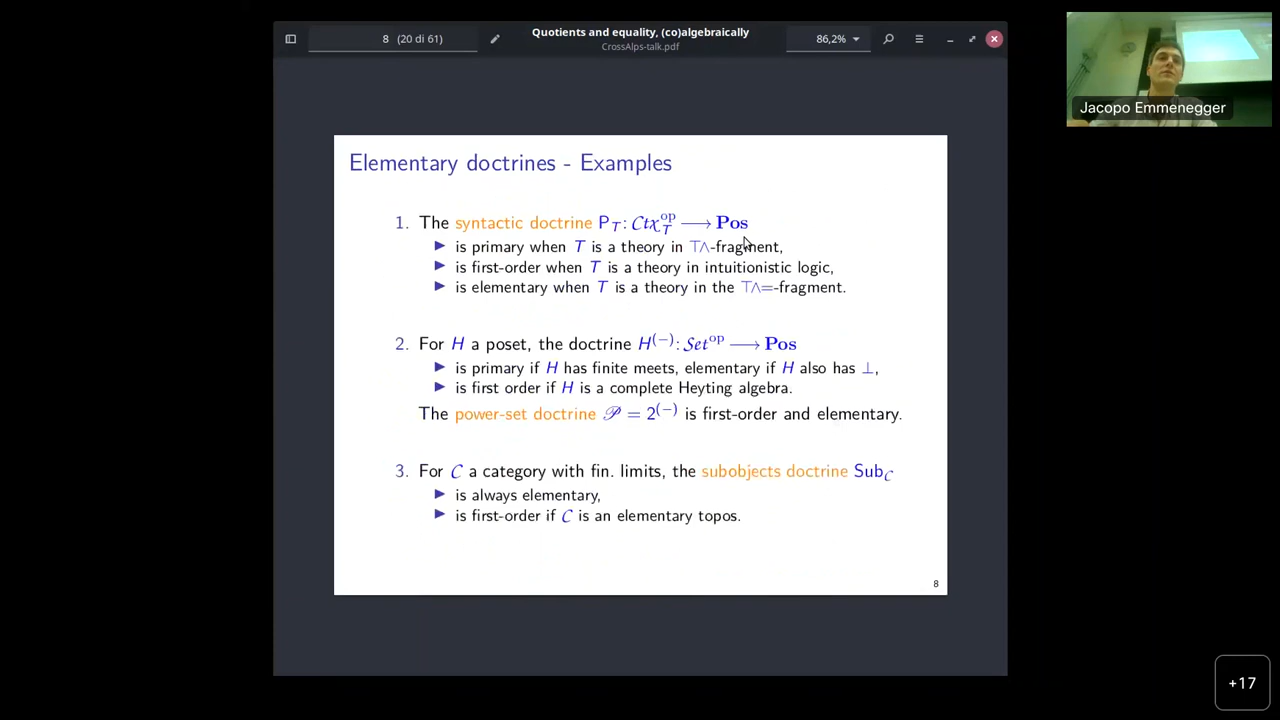 8 (20 di 61)
Quotients and equality, (co)algebraically
CrossAlps-talk.pdf
86,2%
Jacopo Emmenegger
Elementary doctrines - Examples
1. The syntactic doctrine P_T : Ctx_T^op ⟶ Pos
▶ is primary when T is a theory in ⊤∧-fragment,
▶ is first-order when T is a theory in intuitionistic logic,
▶ is elementary when T is a theory in the ⊤∧=-fragment.
2. For H a poset, the doctrine H^(−) : Set^op ⟶ Pos
▶ is primary if H has finite meets, elementary if H also has ⊥,
▶ is first order if H is a complete Heyting algebra.
The power-set doctrine 𝒫 = 2^(−) is first-order and elementary.
3. For C a category with fin. limits, the subobjects doctrine Sub_C
▶ is always elementary,
▶ is first-order if C is an elementary topos.
8
+17